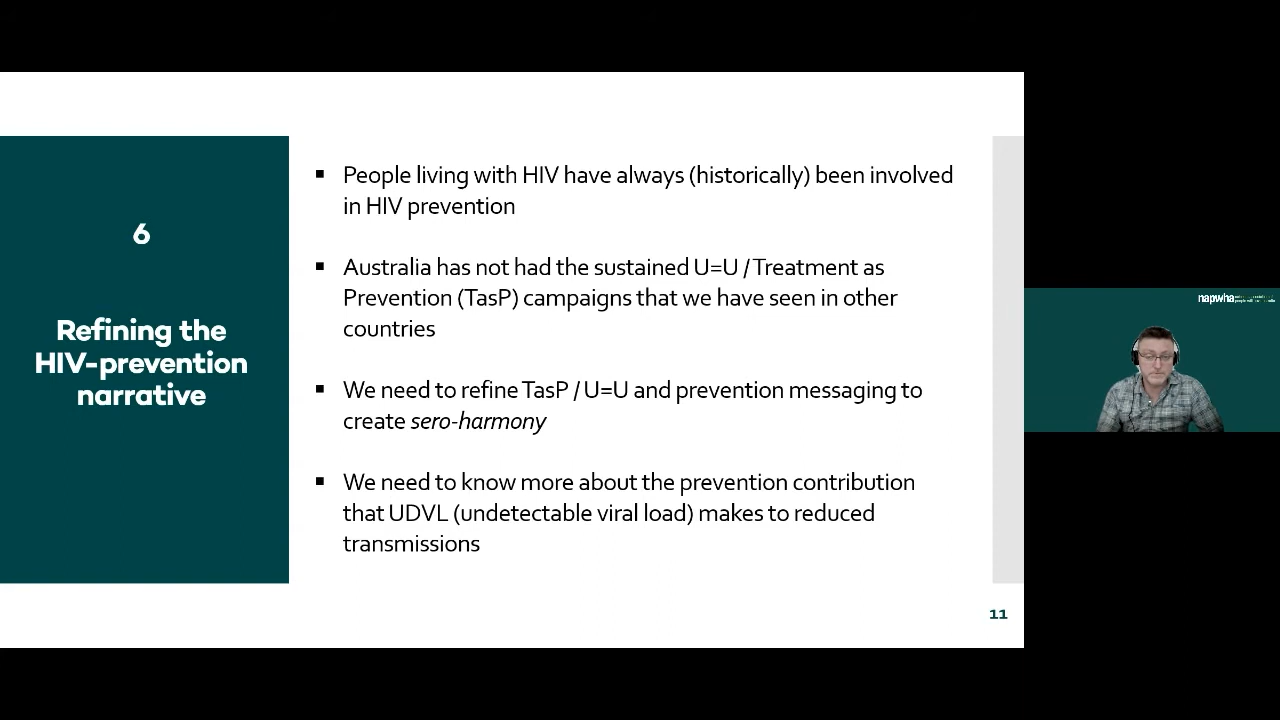 6
Refining the
HIV-prevention
narrative
▪ People living with HIV have always (historically) been involved
in HIV prevention
▪ Australia has not had the sustained U=U / Treatment as
Prevention (TasP) campaigns that we have seen in other
countries
▪ We need to refine TasP / U=U and prevention messaging to
create sero-harmony
▪ We need to know more about the prevention contribution
that UDVL (undetectable viral load) makes to reduced
transmissions
11
napwha